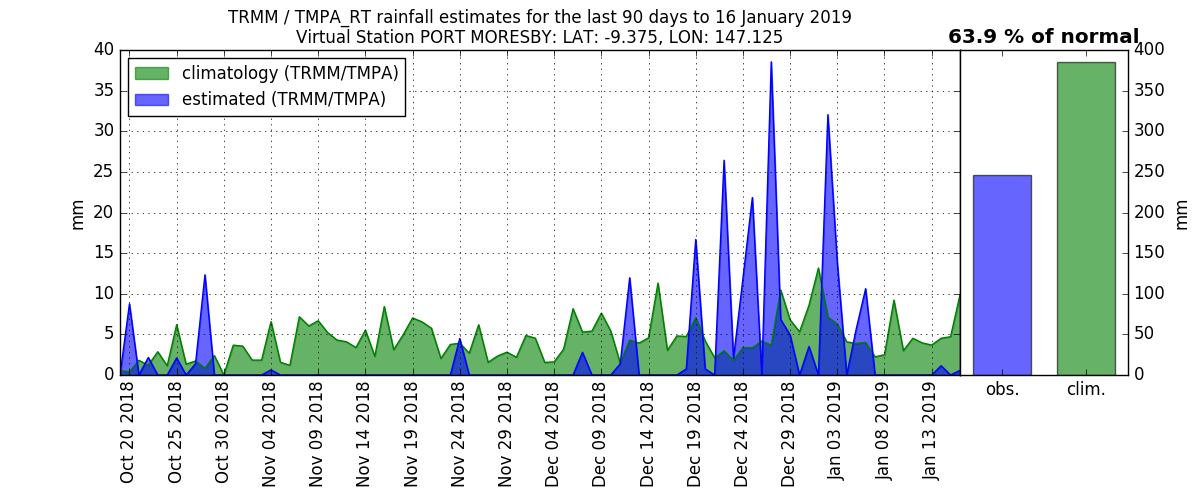 TRMM / TMPA_RT rainfall estimates for the last 90 days to 16 January 2019
Virtual Station PORT MORESBY: LAT: -9.375, LON: 147.125
63.9 % of normal
climatology (TRMM/TMPA)
estimated (TRMM/TMPA)
40
35
30
25
20
15
10
5
0
mm
Oct 20 2018
Oct 25 2018
Oct 30 2018
Nov 04 2018
Nov 09 2018
Nov 14 2018
Nov 19 2018
Nov 24 2018
Nov 29 2018
Dec 04 2018
Dec 09 2018
Dec 14 2018
Dec 19 2018
Dec 24 2018
Dec 29 2018
Jan 03 2019
Jan 08 2019
Jan 13 2019
obs.
clim.
400
350
300
250
200
150
100
50
0
mm